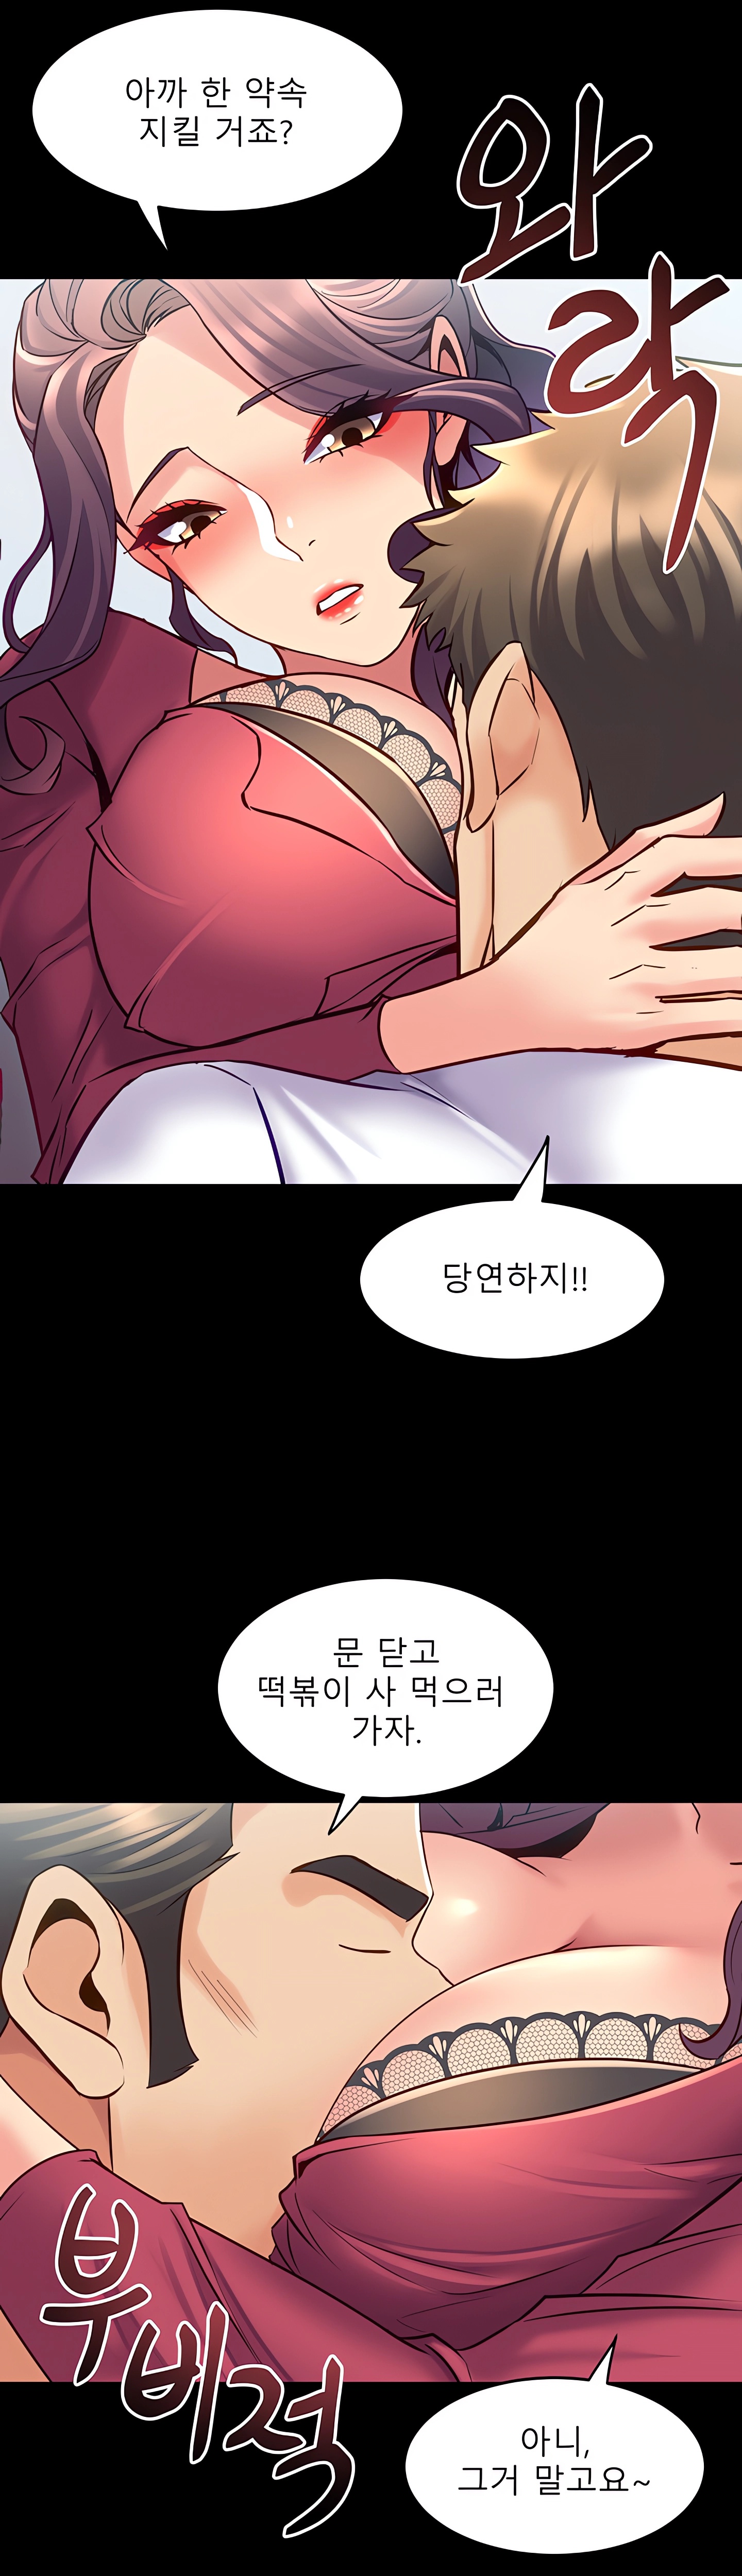 아까 한 약속
지킬 거죠?
와
락
당연하지!!
문 닫고
떡볶이 사 먹으러
가자.
부
비
적
아니,
그거 말고요~